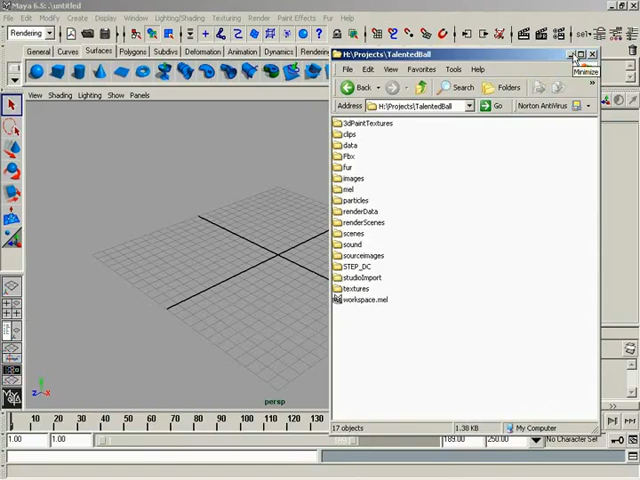 Maya 6.5: .\untitled
Edit Modify Create Display Window Lighting/Shading Texturing Render Paint Effects Fur
Rendering
General Curves Surfaces Polygons Subdivs Deformation Animation Dynamics Rendering
View Shading Lighting Show Panels
H:\Projects\TalentedBall
Minimize
File Edit View Favorites Tools Help
Back Search Folders
Address H:\Projects\TalentedBall Go Norton AntiVirus
3dPaintTextures
clips
data
Fbx
fur
images
mel
particles
renderData
renderScenes
scenes
sound
sourceimages
STEP_DC
studioImport
textures
workspace.mel
17 objects 1.38 KB My Computer
persp
z x
10 20 30 40 50 60 70 80 90 100 110 120 130
1.00 1.00 189.00 250.00 No Character Set